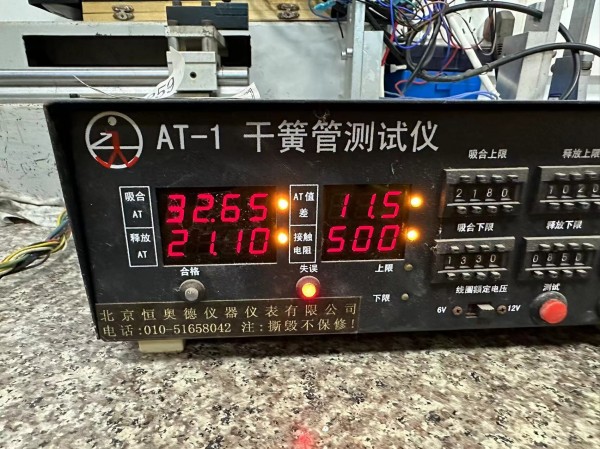 959
AT-1 干簧管测试仪
吸合
AT
32.65
AT值
差
11.5
释放
AT
21.10
接触
电阻
500
合格
失误
上限
下限
吸合上限
2180
释放上限
1020
吸合下限
1330
释放下限
0850
线圈额定电压
6V
12V
测试
北京恒奥德仪器仪表有限公司
电话:010-51658042 注:撕毁不保修!